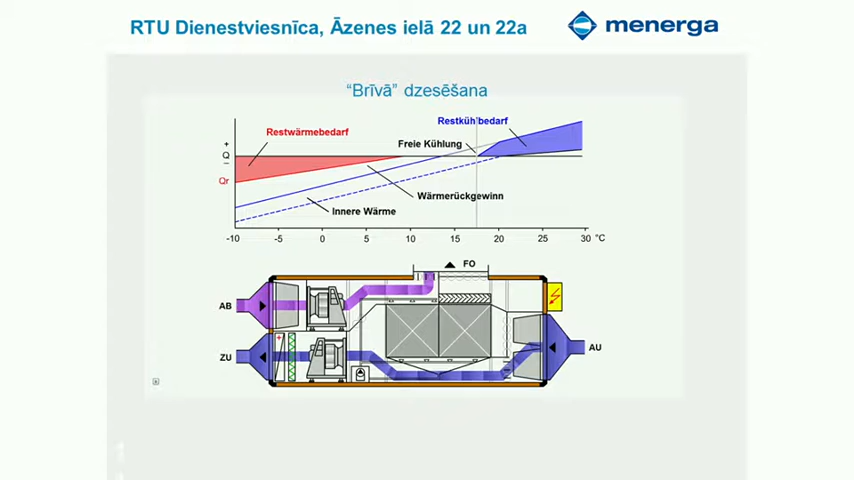 RTU Dienestviesnīca, Āzenes ielā 22 un 22a
menerga
“Brīvā” dzesēšana
Restwärmebedarf
Restkühlbedarf
Freie Kühlung
+
Q
–
Qr
Wärmerückgewinn
Innere Wärme
-10 -5 0 5 10 15 20 25 30 °C
FO
AB
ZU
AU
+